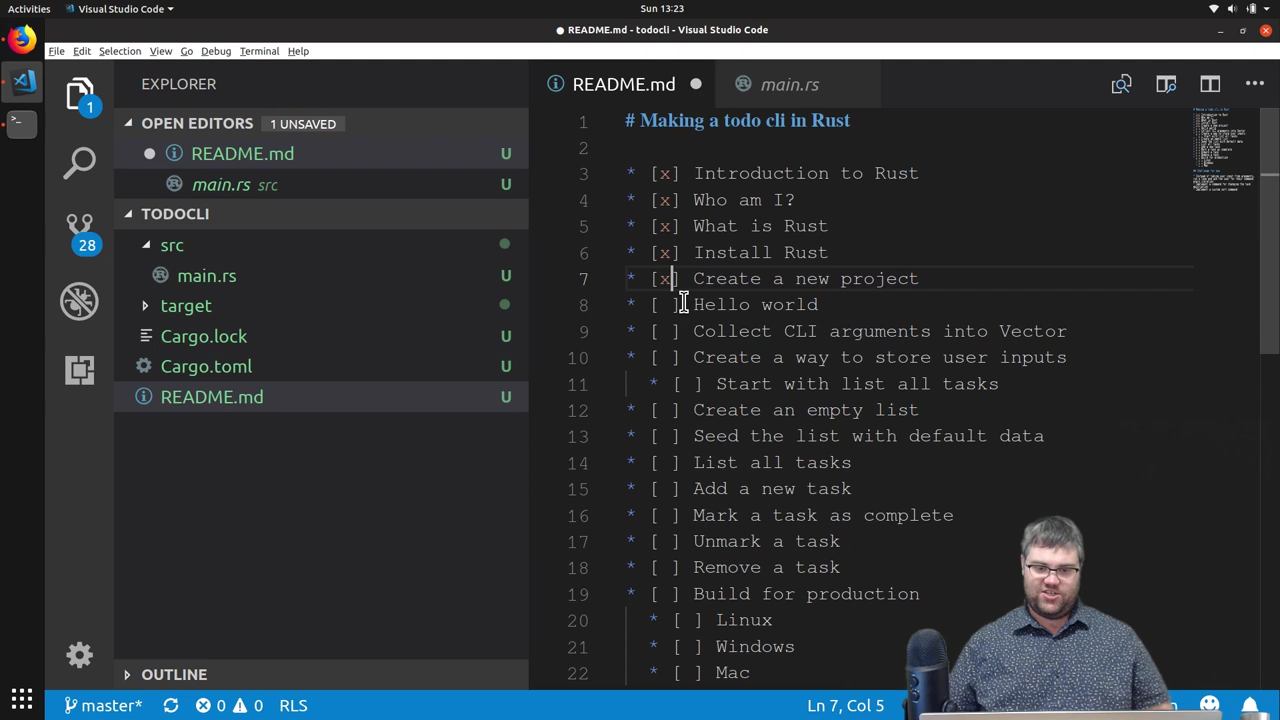 Activities
Visual Studio Code
Sun 13:23
● README.md - todocli - Visual Studio Code
File Edit Selection View Go Debug Terminal Help
EXPLORER
OPEN EDITORS 1 UNSAVED
README.md U
main.rs src U
TODOCLI
src
main.rs U
target
Cargo.lock U
Cargo.toml U
README.md U
OUTLINE
1
28
README.md
main.rs
1 # Making a todo cli in Rust
2
3 * [x] Introduction to Rust
4 * [x] Who am I?
5 * [x] What is Rust
6 * [x] Install Rust
7 * [x] Create a new project
8 * [ ] Hello world
9 * [ ] Collect CLI arguments into Vector
10 * [ ] Create a way to store user inputs
11 * [ ] Start with list all tasks
12 * [ ] Create an empty list
13 * [ ] Seed the list with default data
14 * [ ] List all tasks
15 * [ ] Add a new task
16 * [ ] Mark a task as complete
17 * [ ] Unmark a task
18 * [ ] Remove a task
19 * [ ] Build for production
20 * [ ] Linux
21 * [ ] Windows
22 * [ ] Mac
master* 0 0 RLS
Ln 7, Col 5